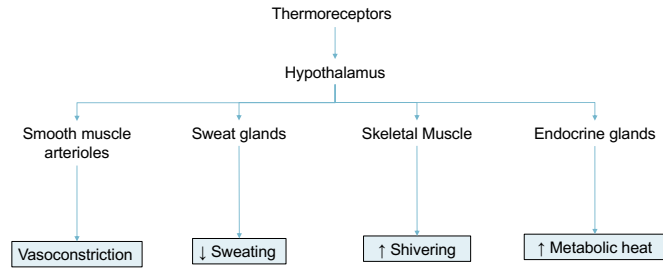 Thermoreceptors
Hypothalamus
Smooth muscle
arterioles
Sweat glands
Skeletal Muscle
Endocrine glands
Vasoconstriction
↓ Sweating
↑ Shivering
↑ Metabolic heat